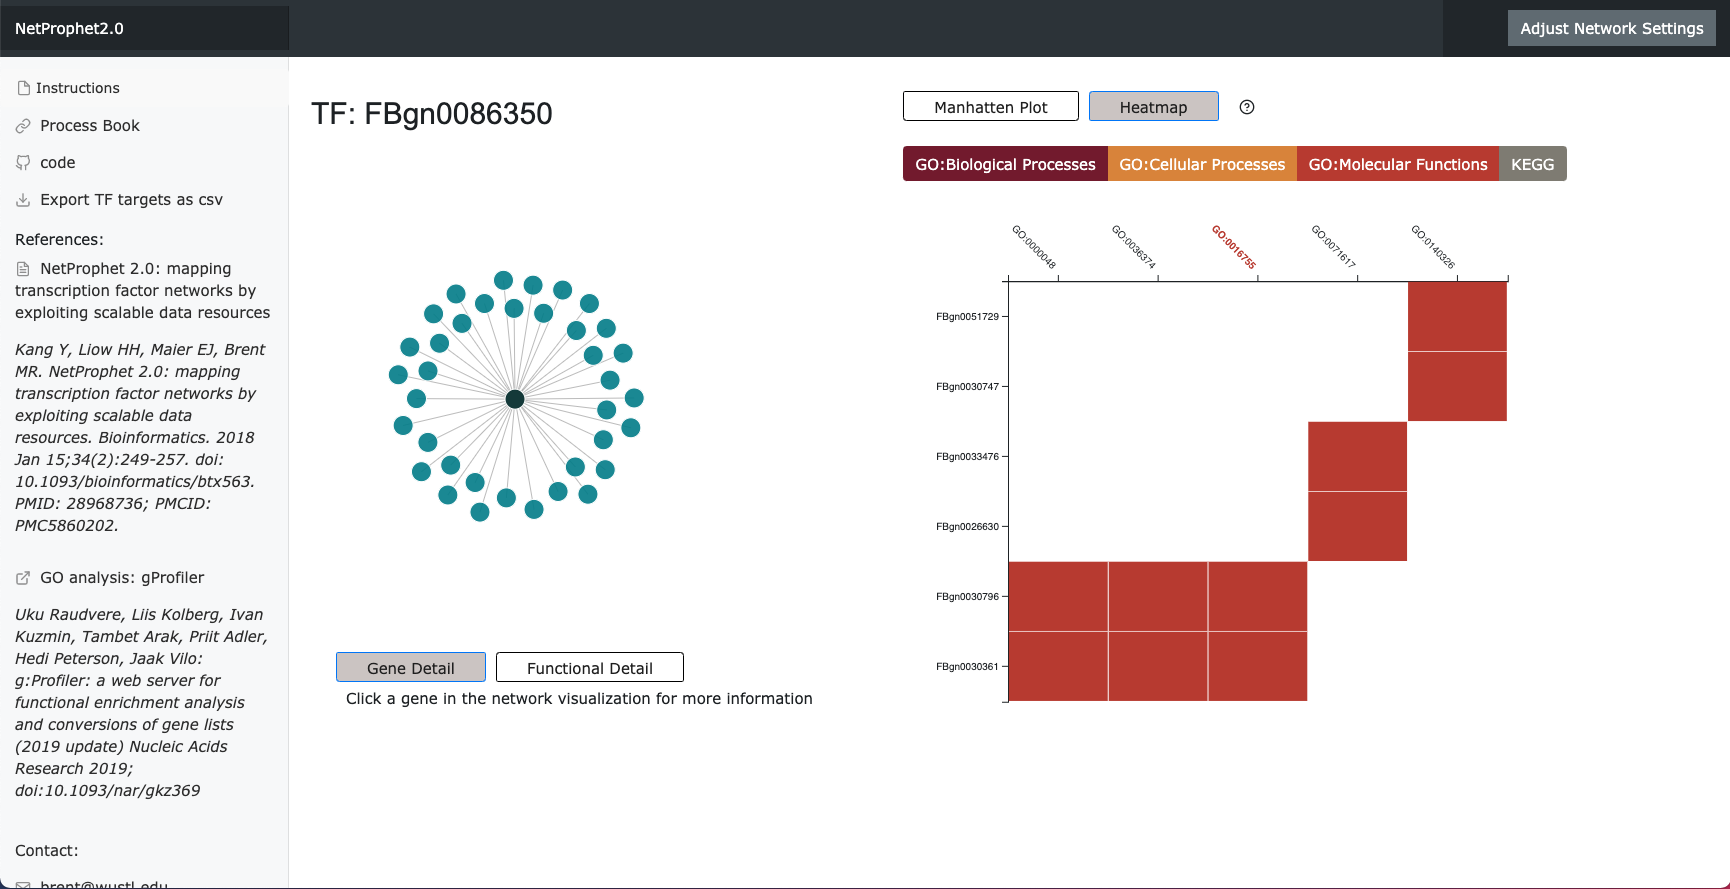 NetProphet2.0
Adjust Network Settings
Instructions
Process Book
code
Export TF targets as csv
References:
NetProphet 2.0: mapping
transcription factor networks by
exploiting scalable data resources
Kang Y, Liow HH, Maier EJ, Brent
MR. NetProphet 2.0: mapping
transcription factor networks by
exploiting scalable data
resources. Bioinformatics. 2018
Jan 15;34(2):249-257. doi:
10.1093/bioinformatics/btx563.
PMID: 28968736; PMCID:
PMC5860202.
GO analysis: gProfiler
Uku Raudvere, Liis Kolberg, Ivan
Kuzmin, Tambet Arak, Priit Adler,
Hedi Peterson, Jaak Vilo:
g:Profiler: a web server for
functional enrichment analysis
and conversions of gene lists
(2019 update) Nucleic Acids
Research 2019;
doi:10.1093/nar/gkz369
Contact:
brent@wustl.edu
TF: FBgn0086350
Gene Detail
Functional Detail
Click a gene in the network visualization for more information
Manhatten Plot
Heatmap
?
GO:Biological Processes
GO:Cellular Processes
GO:Molecular Functions
KEGG
GO:0000048
GO:0036374
GO:0016755
GO:0071617
GO:0140326
FBgn0051729
FBgn0030747
FBgn0033476
FBgn0026630
FBgn0030796
FBgn0030361